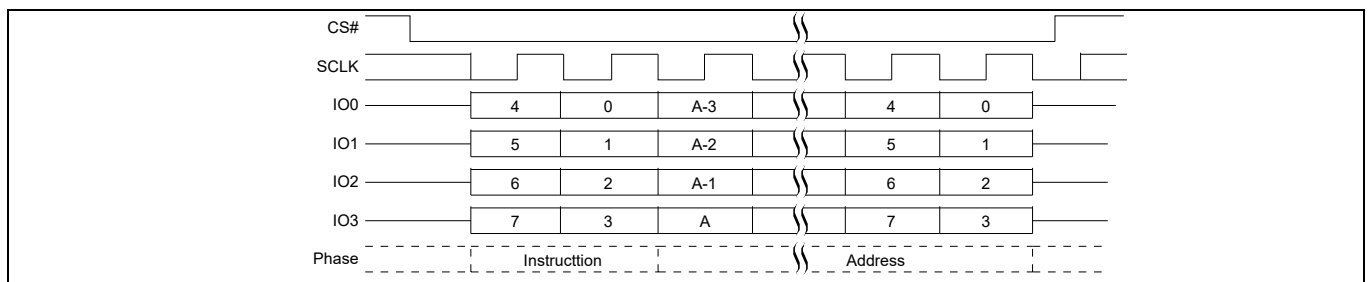 CS#
SCLK
IO0 4 0 A-3 4 0
IO1 5 1 A-2 5 1
IO2 6 2 A-1 6 2
IO3 7 3 A 7 3
Phase Instructtion Address